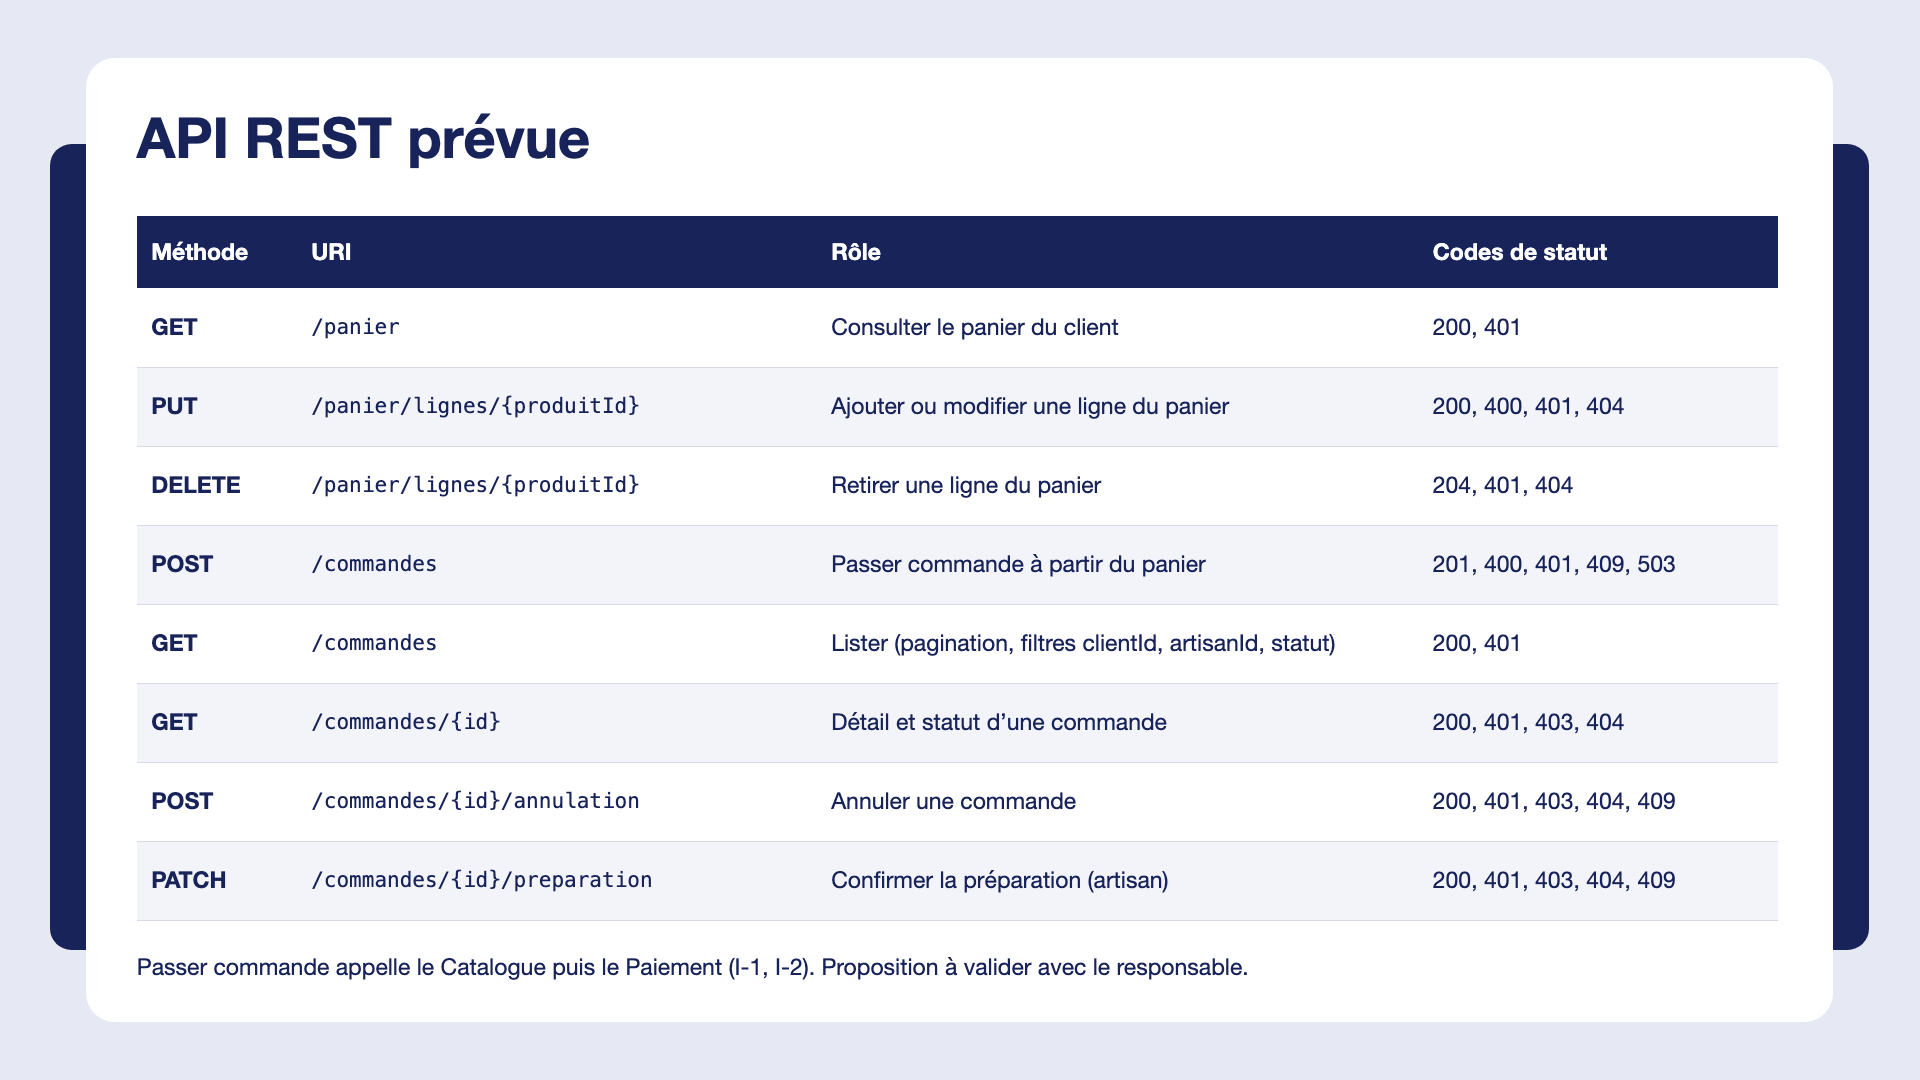 API REST prévue
Méthode URI Rôle Codes de statut
GET /panier Consulter le panier du client 200, 401
PUT /panier/lignes/{produitId} Ajouter ou modifier une ligne du panier 200, 400, 401, 404
DELETE /panier/lignes/{produitId} Retirer une ligne du panier 204, 401, 404
POST /commandes Passer commande à partir du panier 201, 400, 401, 409, 503
GET /commandes Lister (pagination, filtres clientId, artisanId, statut) 200, 401
GET /commandes/{id} Détail et statut d’une commande 200, 401, 403, 404
POST /commandes/{id}/annulation Annuler une commande 200, 401, 403, 404, 409
PATCH /commandes/{id}/preparation Confirmer la préparation (artisan) 200, 401, 403, 404, 409
Passer commande appelle le Catalogue puis le Paiement (I-1, I-2). Proposition à valider avec le responsable.